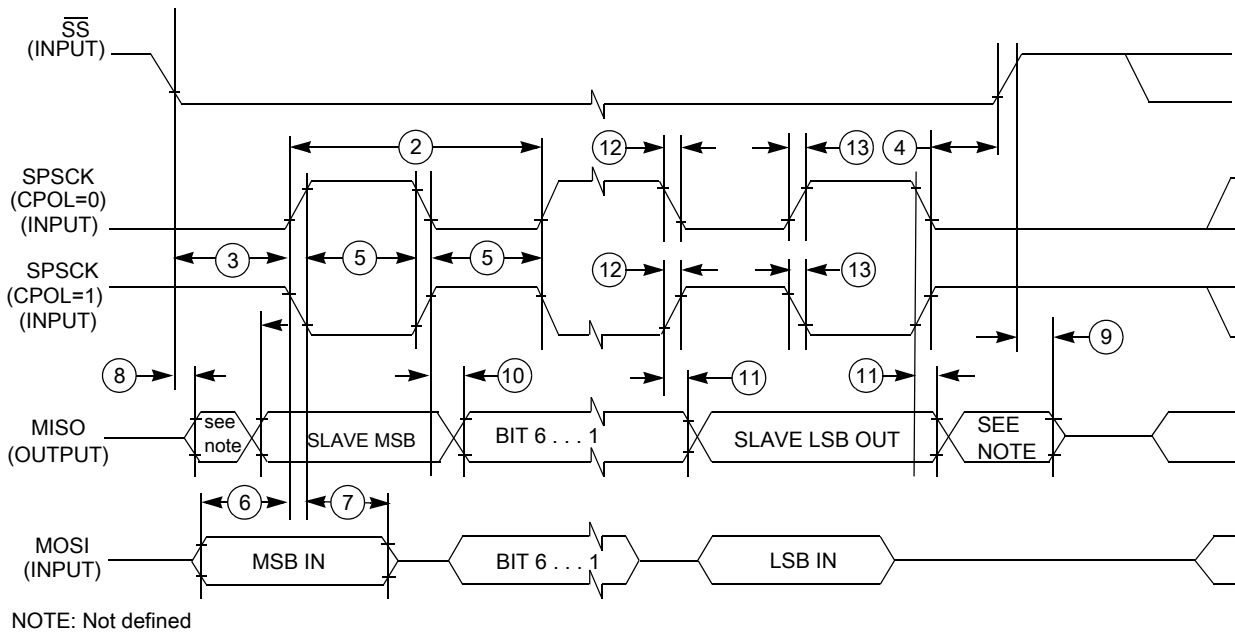 SS
(INPUT)
2
12
13
4
SPSCK
(CPOL=0)
(INPUT)
3
5
5
SPSCK
(CPOL=1)
(INPUT)
12
13
9
8
10
11
11
MISO
(OUTPUT)
see
note
SLAVE MSB
BIT 6 . . . 1
SLAVE LSB OUT
SEE
NOTE
6
7
MOSI
(INPUT)
MSB IN
BIT 6 . . . 1
LSB IN
NOTE: Not defined